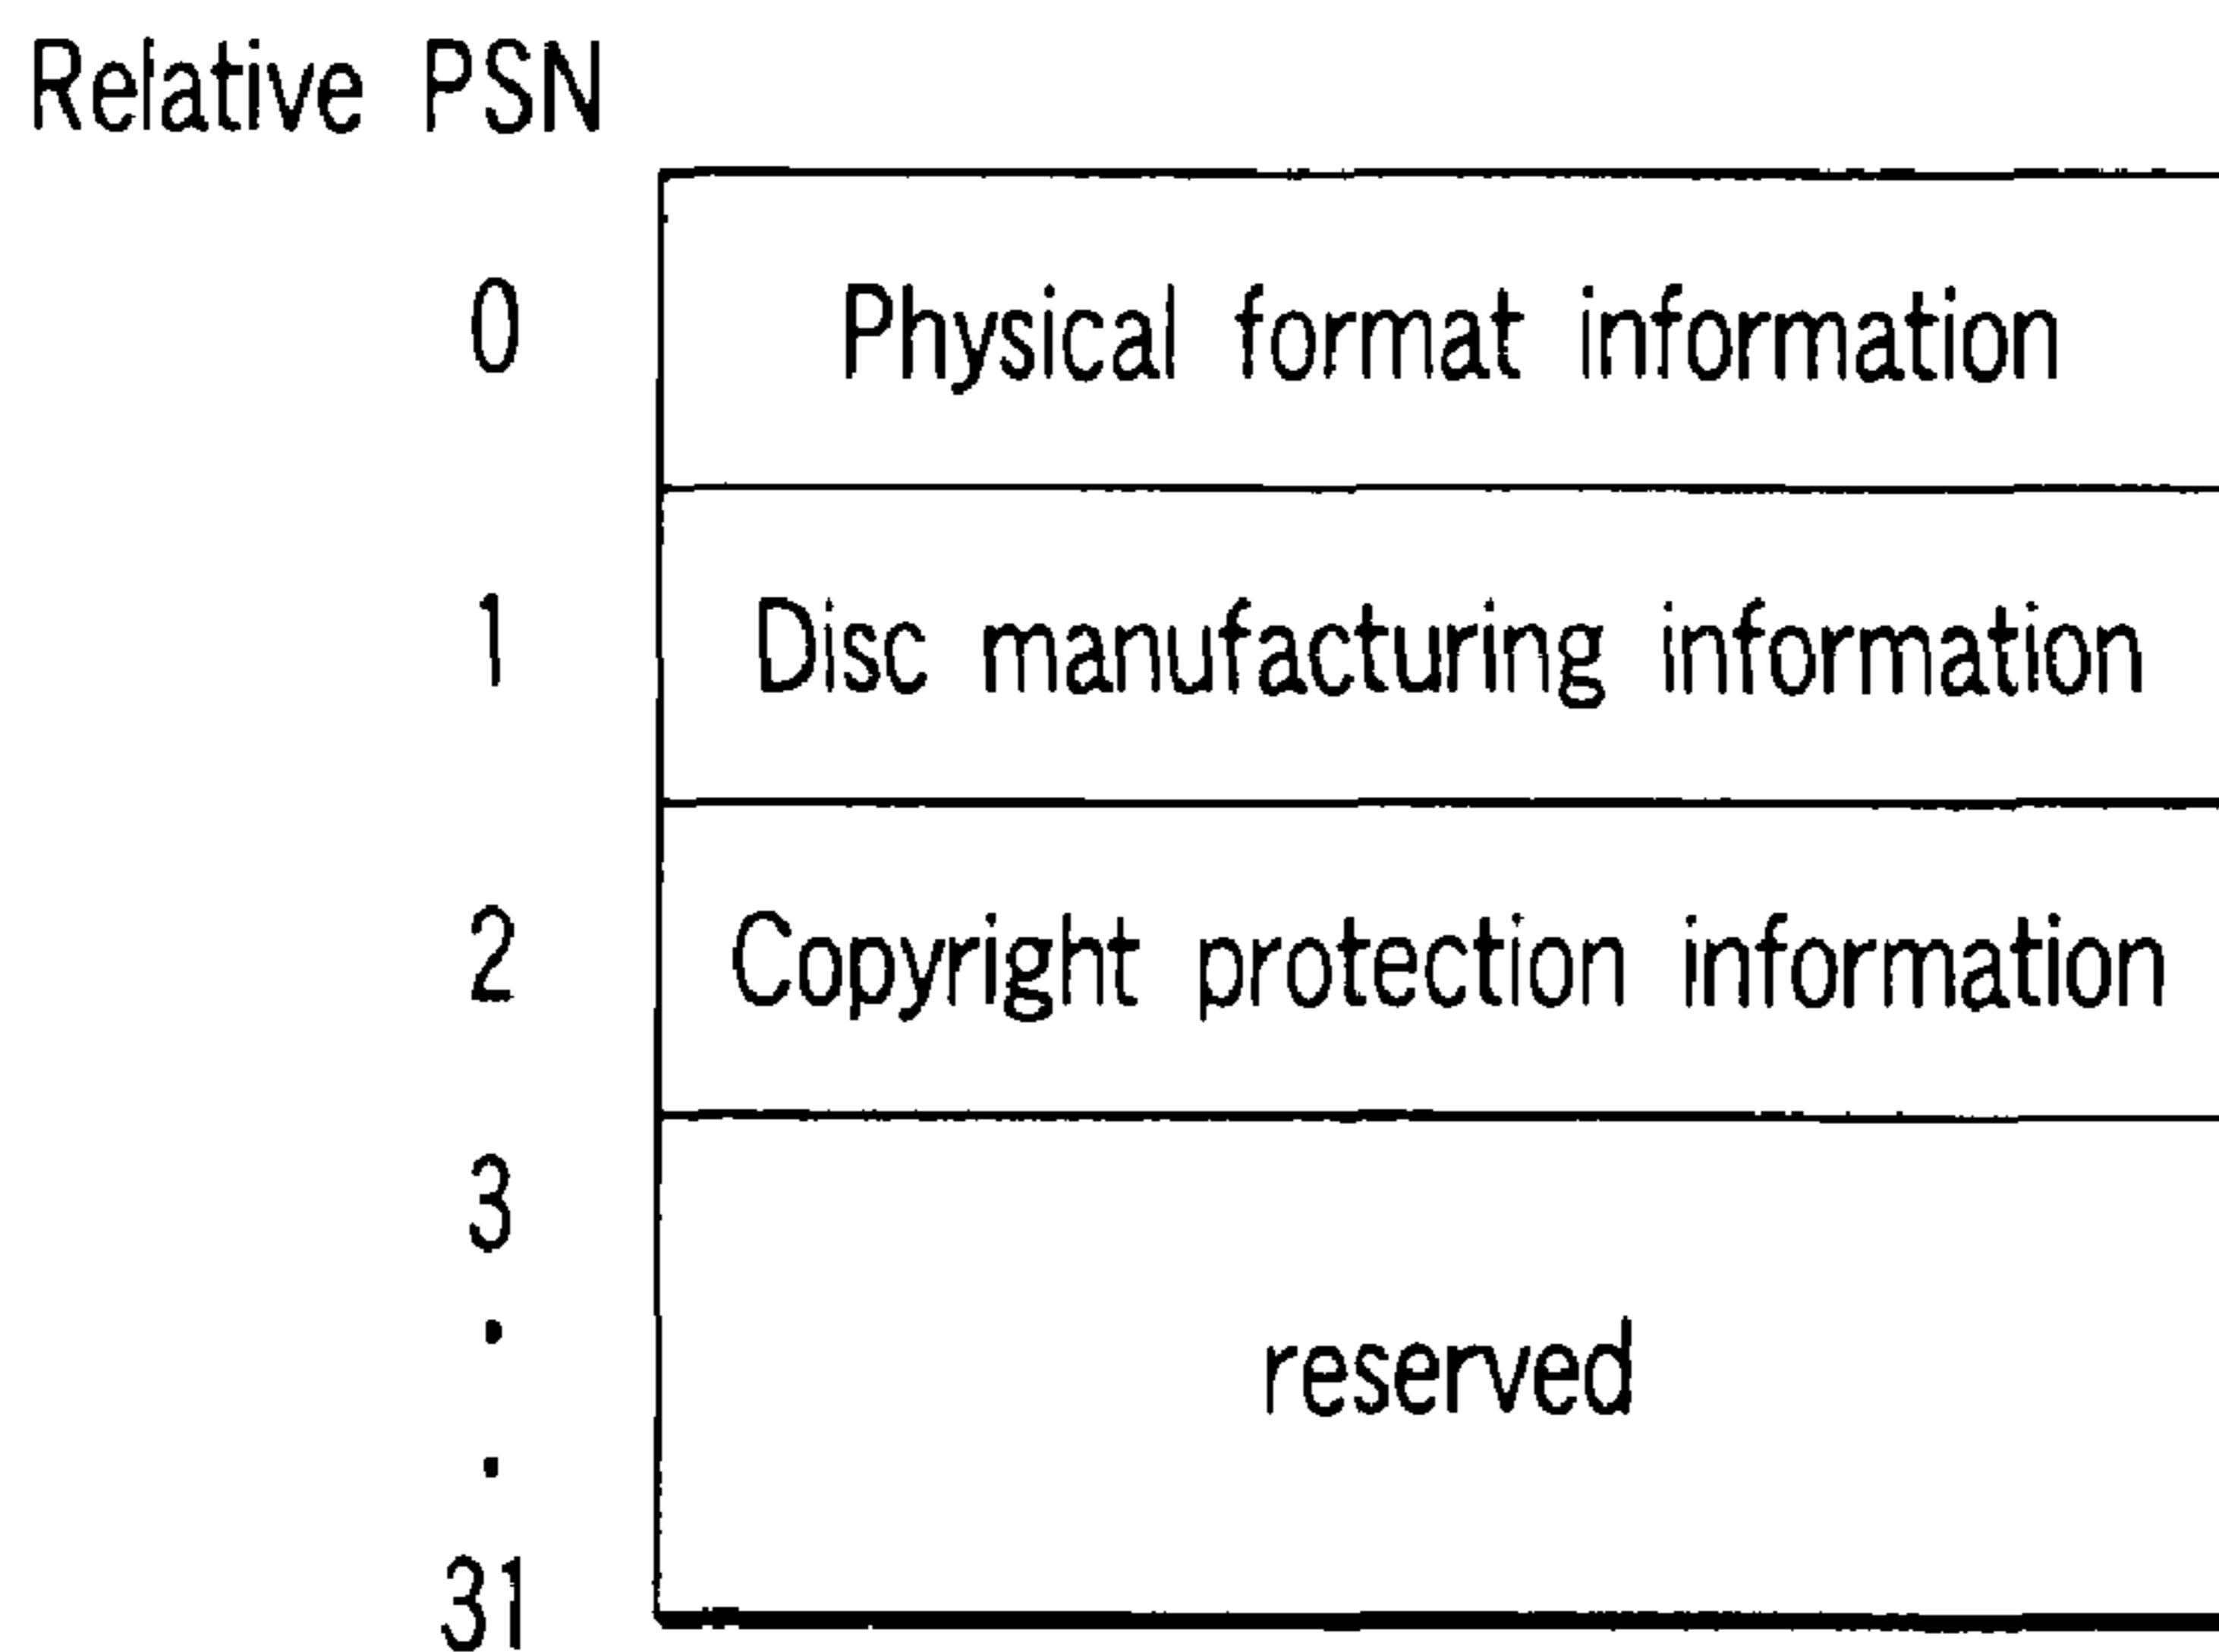 Relative PSN
0 Physical format information
1 Disc manufacturing information
2 Copyright protection information
3
.
reserved
.
31